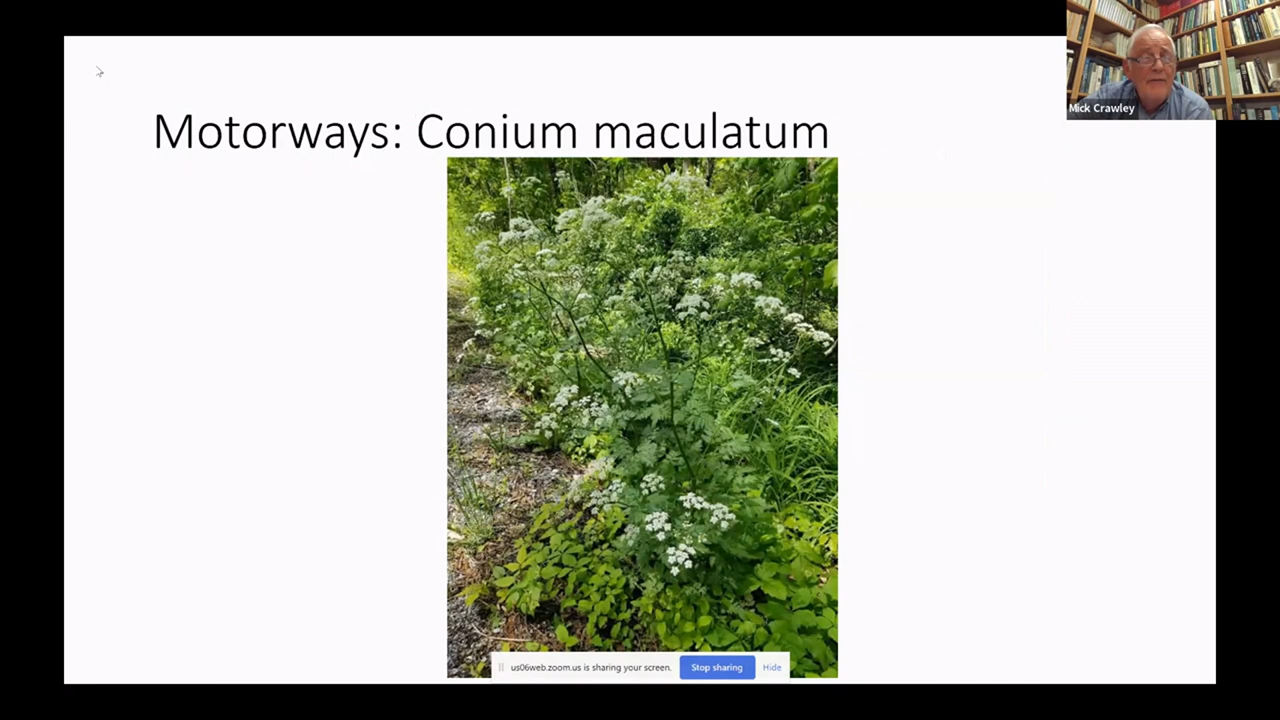 Mick Crawley
Motorways: Conium maculatum
us06web.zoom.us is sharing your screen.
Stop sharing
Hide